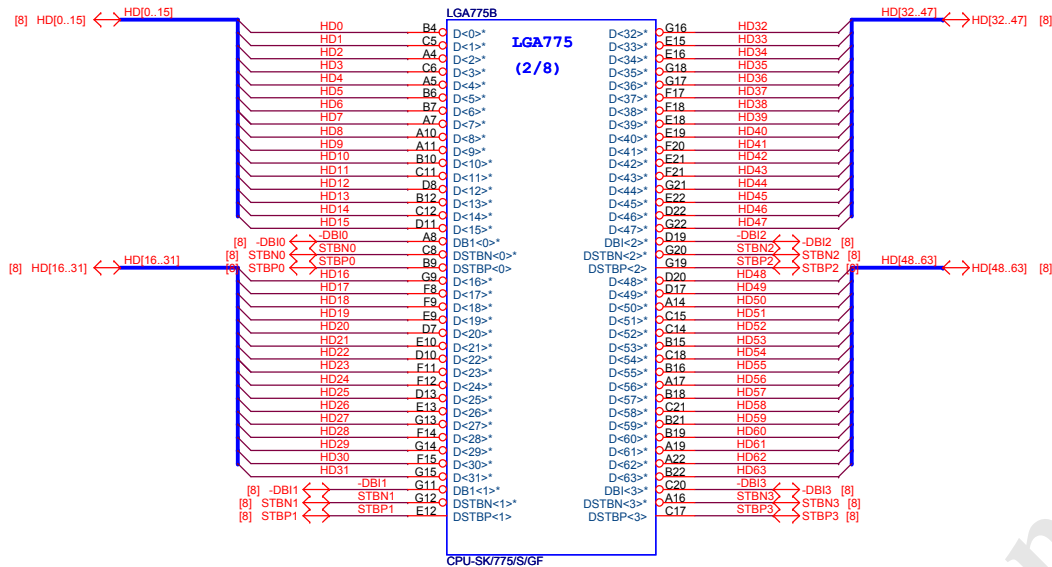 LGA775B
[8] HD[0..15] HD[0..15] HD[32..47] HD[32..47] [8]
LGA775
(2/8)
HD0 B4 D<0>* D<32>* G16 HD32
HD1 C5 D<1>* D<33>* E15 HD33
HD2 A4 D<2>* D<34>* E16 HD34
HD3 C6 D<3>* D<35>* G18 HD35
HD4 A5 D<4>* D<36>* G17 HD36
HD5 B6 D<5>* D<37>* F17 HD37
HD6 B7 D<6>* D<38>* F18 HD38
HD7 A7 D<7>* D<39>* E18 HD39
HD8 A10 D<8>* D<40>* E19 HD40
HD9 A11 D<9>* D<41>* F20 HD41
HD10 B10 D<10>* D<42>* E21 HD42
HD11 C11 D<11>* D<43>* F21 HD43
HD12 D8 D<12>* D<44>* G21 HD44
HD13 B12 D<13>* D<45>* E22 HD45
HD14 C12 D<14>* D<46>* D22 HD46
HD15 D11 D<15>* D<47>* G22 HD47
[8] -DBI0 -DBI0 A8 DB1<0>* DBI<2>* D19 -DBI2 -DBI2 [8]
[8] STBN0 STBN0 C8 DSTBN<0>* DSTBN<2>* G20 STBN2 STBN2 [8]
[8] STBP0 STBP0 B9 DSTBP<0> DSTBP<2> G19 STBP2 STBP2 [8]
[8] HD[16..31] HD[16..31] HD[48..63] HD[48..63] [8]
HD16 G9 D<16>* D<48>* D20 HD48
HD17 F8 D<17>* D<49>* D17 HD49
HD18 F9 D<18>* D<50>* A14 HD50
HD19 E9 D<19>* D<51>* C15 HD51
HD20 D7 D<20>* D<52>* C14 HD52
HD21 E10 D<21>* D<53>* B15 HD53
HD22 D10 D<22>* D<54>* C18 HD54
HD23 F11 D<23>* D<55>* B16 HD55
HD24 F12 D<24>* D<56>* A17 HD56
HD25 D13 D<25>* D<57>* B18 HD57
HD26 E13 D<26>* D<58>* C21 HD58
HD27 G13 D<27>* D<59>* B21 HD59
HD28 F14 D<28>* D<60>* B19 HD60
HD29 G14 D<29>* D<61>* A19 HD61
HD30 F15 D<30>* D<62>* A22 HD62
HD31 G15 D<31>* D<63>* B22 HD63
[8] -DBI1 -DBI1 G11 DB1<1>* DBI<3>* C20 -DBI3 -DBI3 [8]
[8] STBN1 STBN1 G12 DSTBN<1>* DSTBN<3>* A16 STBN3 STBN3 [8]
[8] STBP1 STBP1 E12 DSTBP<1> DSTBP<3> C17 STBP3 STBP3 [8]
CPU-SK/775/S/GF